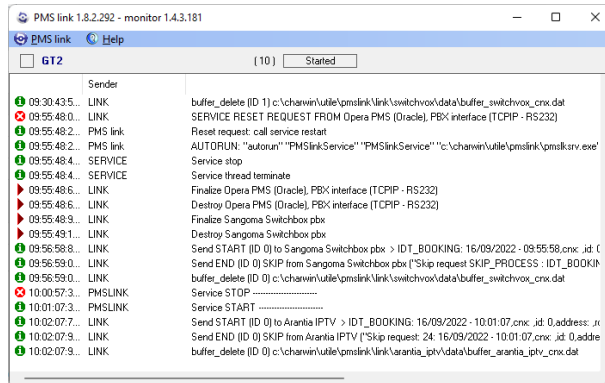 PMS link 1.8.2.292 - monitor 1.4.3.181
PMS link Help
GT2 (10) Started
Sender
09:30:43:5... LINK buffer_delete (ID 1) c:\charwin\utile\pmslink\link\switchvox\data\buffer_switchvox_cnx.dat
09:55:48:0... LINK SERVICE RESET REQUEST FROM Opera PMS (Oracle), PBX interface (TCPIP - RS232)
09:55:48:2... PMS link Reset request: call service restart
09:55:48:2... PMS link AUTORUN: "autorun" "PMSlinkService" "PMSlinkService" "c:\charwin\utile\pmslink\pmslksrv.exe"
09:55:48:4... SERVICE Service stop
09:55:48:4... SERVICE Service thread terminate
09:55:48:6... LINK Finalize Opera PMS (Oracle), PBX interface (TCPIP - RS232)
09:55:48:6... LINK Destroy Opera PMS (Oracle), PBX interface (TCPIP - RS232)
09:55:48:9... LINK Finalize Sangoma Switchbox pbx
09:55:49:1... LINK Destroy Sangoma Switchbox pbx
09:56:58:8... LINK Send START (ID 0) to Sangoma Switchbox pbx > IDT_BOOKING: 16/09/2022 - 09:55:58,cnx: ,id: 0
09:56:59:0... LINK Send END (ID 0) SKIP from Sangoma Switchbox pbx ("Skip request SKIP_PROCESS : IDT_BOOKIN
09:56:59:0... LINK buffer_delete (ID 0) c:\charwin\utile\pmslink\link\switchvox\data\buffer_switchvox_cnx.dat
10:00:57:3... PMSLINK Service STOP ------------------------
10:01:07:3... PMSLINK Service START ------------------------
10:02:07:7... LINK Send START (ID 0) to Arantia IPTV > IDT_BOOKING: 16/09/2022 - 10:01:07,cnx: ,id: 0,address: ,ro
10:02:07:9... LINK Send END (ID 0) SKIP from Arantia IPTV ("Skip request: 24: 16/09/2022 - 10:01:07,cnx: ,id: 0,addre
10:02:07:9... LINK buffer_delete (ID 0) c:\charwin\utile\pmslink\link\arantia_iptv\data\buffer_arantia_iptv_cnx.dat